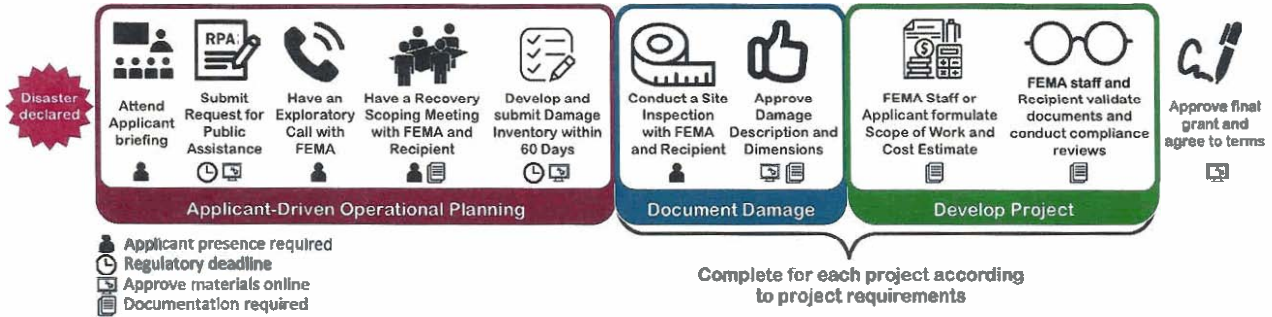 Disaster
declared
RPA:
Attend
Applicant
briefing
Submit
Request for
Public
Assistance
Have an
Exploratory
Call with
FEMA
Have a Recovery
Scoping Meeting
with FEMA and
Recipient
Develop and
submit Damage
Inventory within
60 Days
Applicant-Driven Operational Planning
Conduct a Site
Inspection
with FEMA
and Recipient
Approve
Damage
Description and
Dimensions
Document Damage
$
FEMA Staff or
Applicant formulate
Scope of Work and
Cost Estimate
FEMA staff and
Recipient validate
documents and
conduct compliance
reviews
Develop Project
Approve final
grant and
agree to terms
Applicant presence required
Regulatory deadline
Approve materials online
Documentation required
Complete for each project according
to project requirements